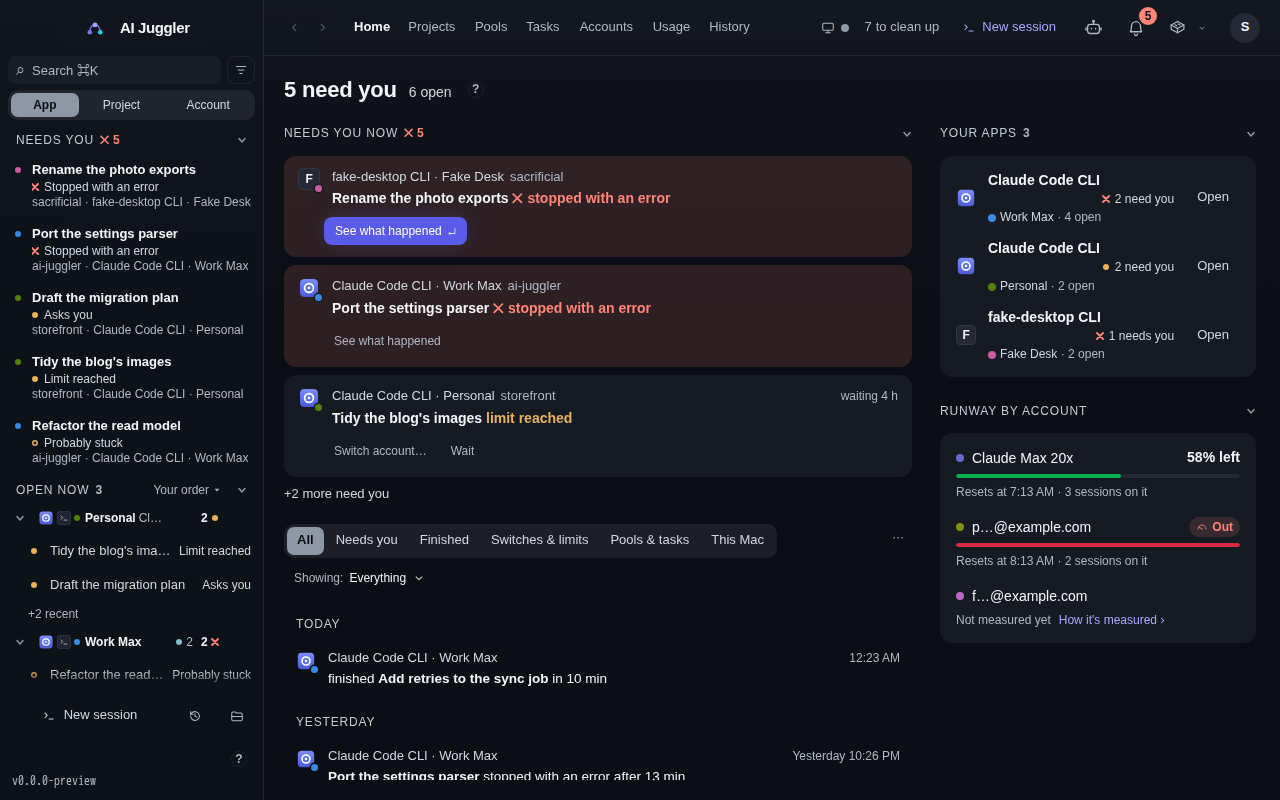 AI Juggler
Search ⌘K
App
Project
Account
NEEDS YOU 5
Rename the photo exports
Stopped with an error
sacrificial · fake-desktop CLI · Fake Desk
Port the settings parser
Stopped with an error
ai-juggler · Claude Code CLI · Work Max
Draft the migration plan
Asks you
storefront · Claude Code CLI · Personal
Tidy the blog's images
Limit reached
storefront · Claude Code CLI · Personal
Refactor the read model
Probably stuck
ai-juggler · Claude Code CLI · Work Max
OPEN NOW 3
Your order
Personal Cl… 2
Tidy the blog's ima… Limit reached
Draft the migration plan Asks you
+2 recent
Work Max 2 2
Refactor the read… Probably stuck
New session
?
v0.0.0-preview
Home
Projects
Pools
Tasks
Accounts
Usage
History
7 to clean up
New session
5
S
5 need you 6 open ?
NEEDS YOU NOW 5
F
fake-desktop CLI · Fake Desk sacrificial
Rename the photo exports stopped with an error
See what happened
Claude Code CLI · Work Max ai-juggler
Port the settings parser stopped with an error
See what happened
Claude Code CLI · Personal storefront
waiting 4 h
Tidy the blog's images limit reached
Switch account…
Wait
+2 more need you
All
Needs you
Finished
Switches & limits
Pools & tasks
This Mac
…
Showing: Everything
TODAY
Claude Code CLI · Work Max
12:23 AM
finished Add retries to the sync job in 10 min
YESTERDAY
Claude Code CLI · Work Max
Yesterday 10:26 PM
Port the settings parser stopped with an error after 13 min
YOUR APPS 3
Claude Code CLI
2 need you
Work Max · 4 open
Open
Claude Code CLI
2 need you
Personal · 2 open
Open
F
fake-desktop CLI
1 needs you
Fake Desk · 2 open
Open
RUNWAY BY ACCOUNT
Claude Max 20x
58% left
Resets at 7:13 AM · 3 sessions on it
p…@example.com
Out
Resets at 8:13 AM · 2 sessions on it
f…@example.com
Not measured yet How it's measured ›